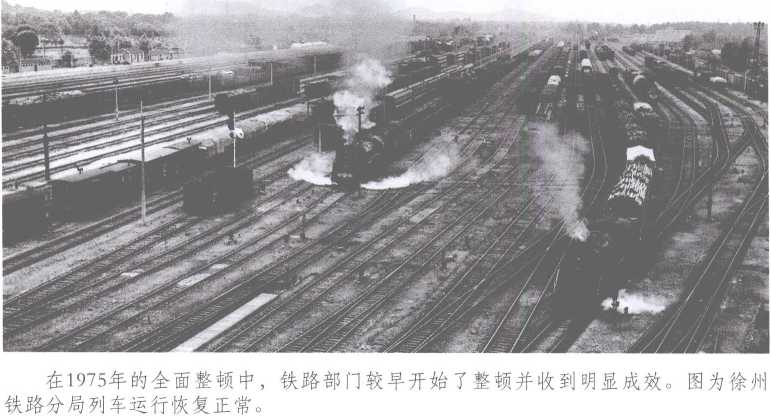 在1975年的全面整顿中，铁路部门较早开始了整顿并收到明显成效。图为徐州
铁路分局列车运行恢复正常。